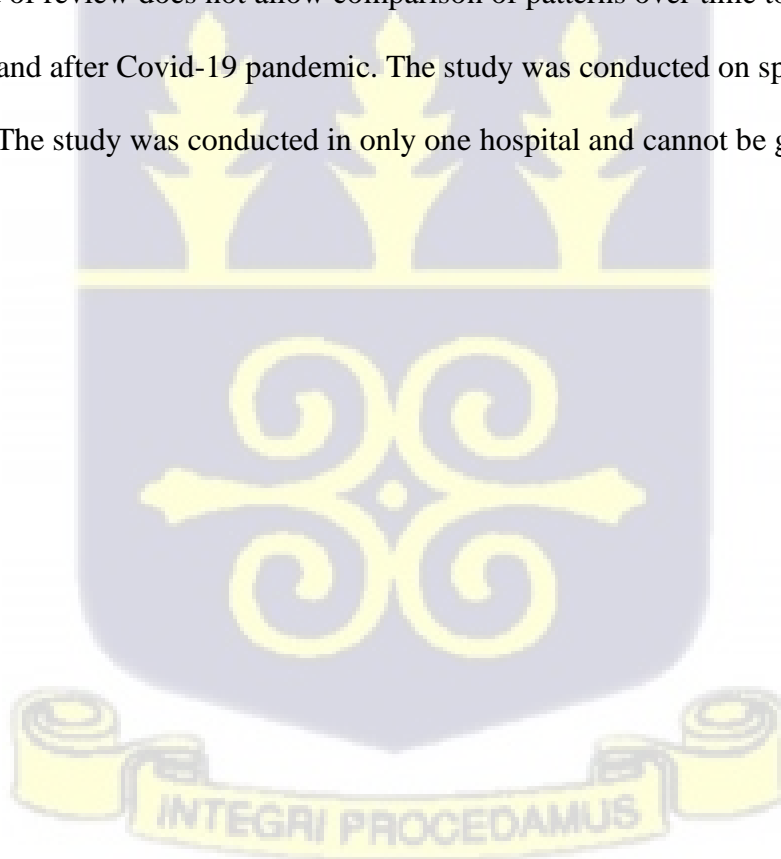 of review does not allow comparison of patterns over time to
and after Covid-19 pandemic. The study was conducted on sp
The study was conducted in only one hospital and cannot be g
INTEGRI PROCEDAMUS